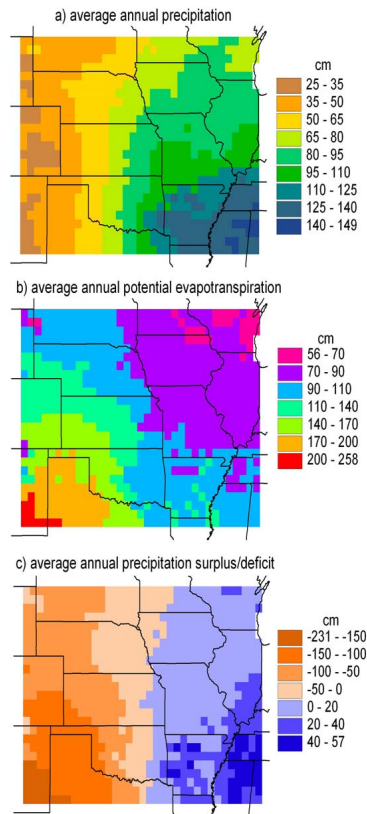 a) average annual precipitation
cm
25 - 35
35 - 50
50 - 65
65 - 80
80 - 95
95 - 110
110 - 125
125 - 140
140 - 149
b) average annual potential evapotranspiration
cm
56 - 70
70 - 90
90 - 110
110 - 140
140 - 170
170 - 200
200 - 258
c) average annual precipitation surplus/deficit
cm
-231 - -150
-150 - -100
-100 - -50
-50 - 0
0 - 20
20 - 40
40 - 57